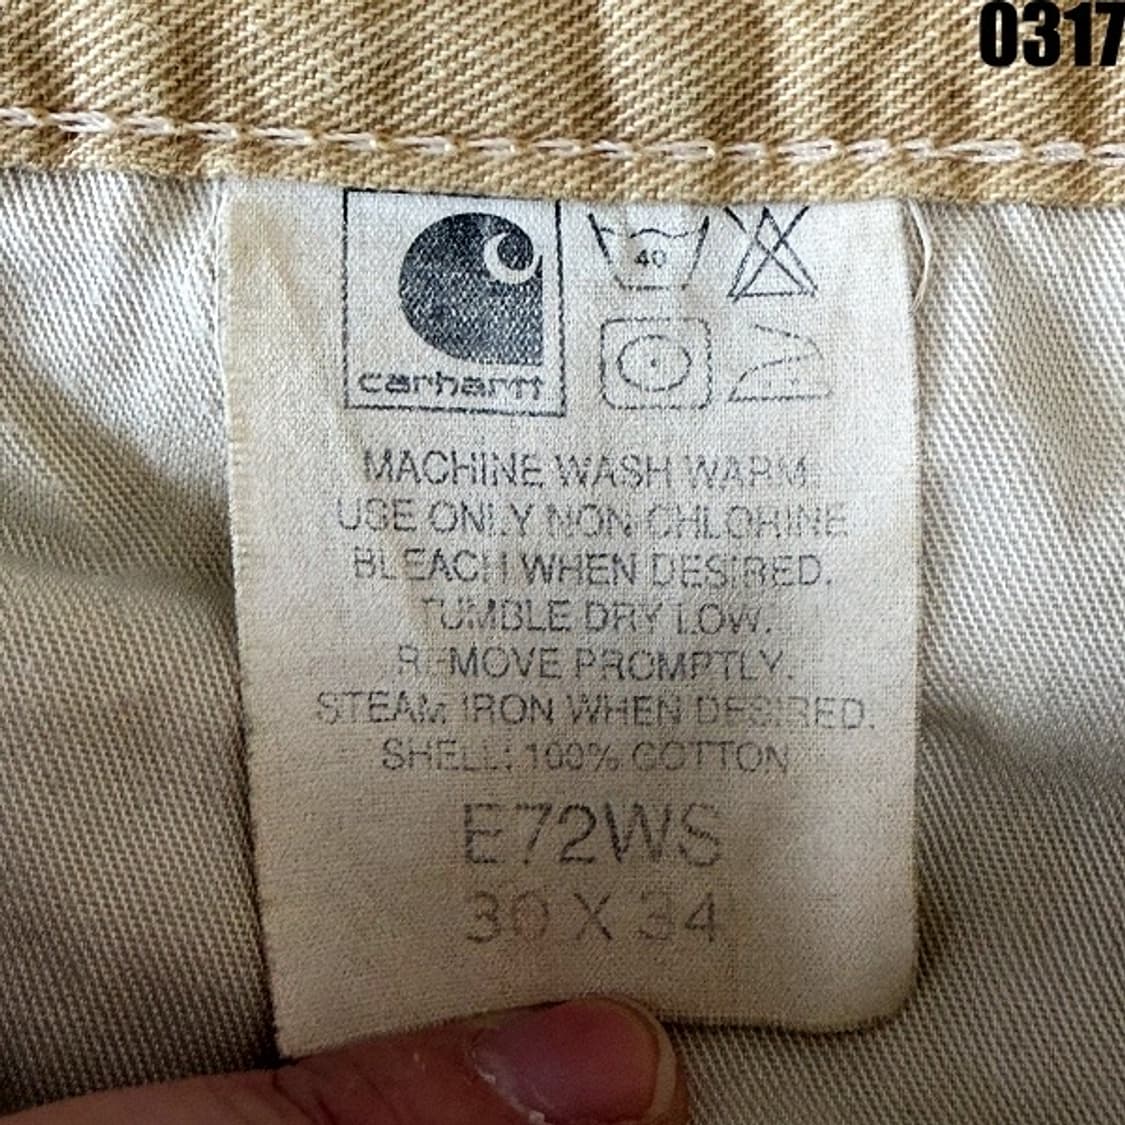 0317
40
carhartt
MACHINE WASH WARM.
USE ONLY NON-CHLORINE
BLEACH WHEN DESIRED.
TUMBLE DRY LOW.
REMOVE PROMPTLY.
STEAM IRON WHEN DESIRED.
SHELL: 100% COTTON
E72WS
30 X 34